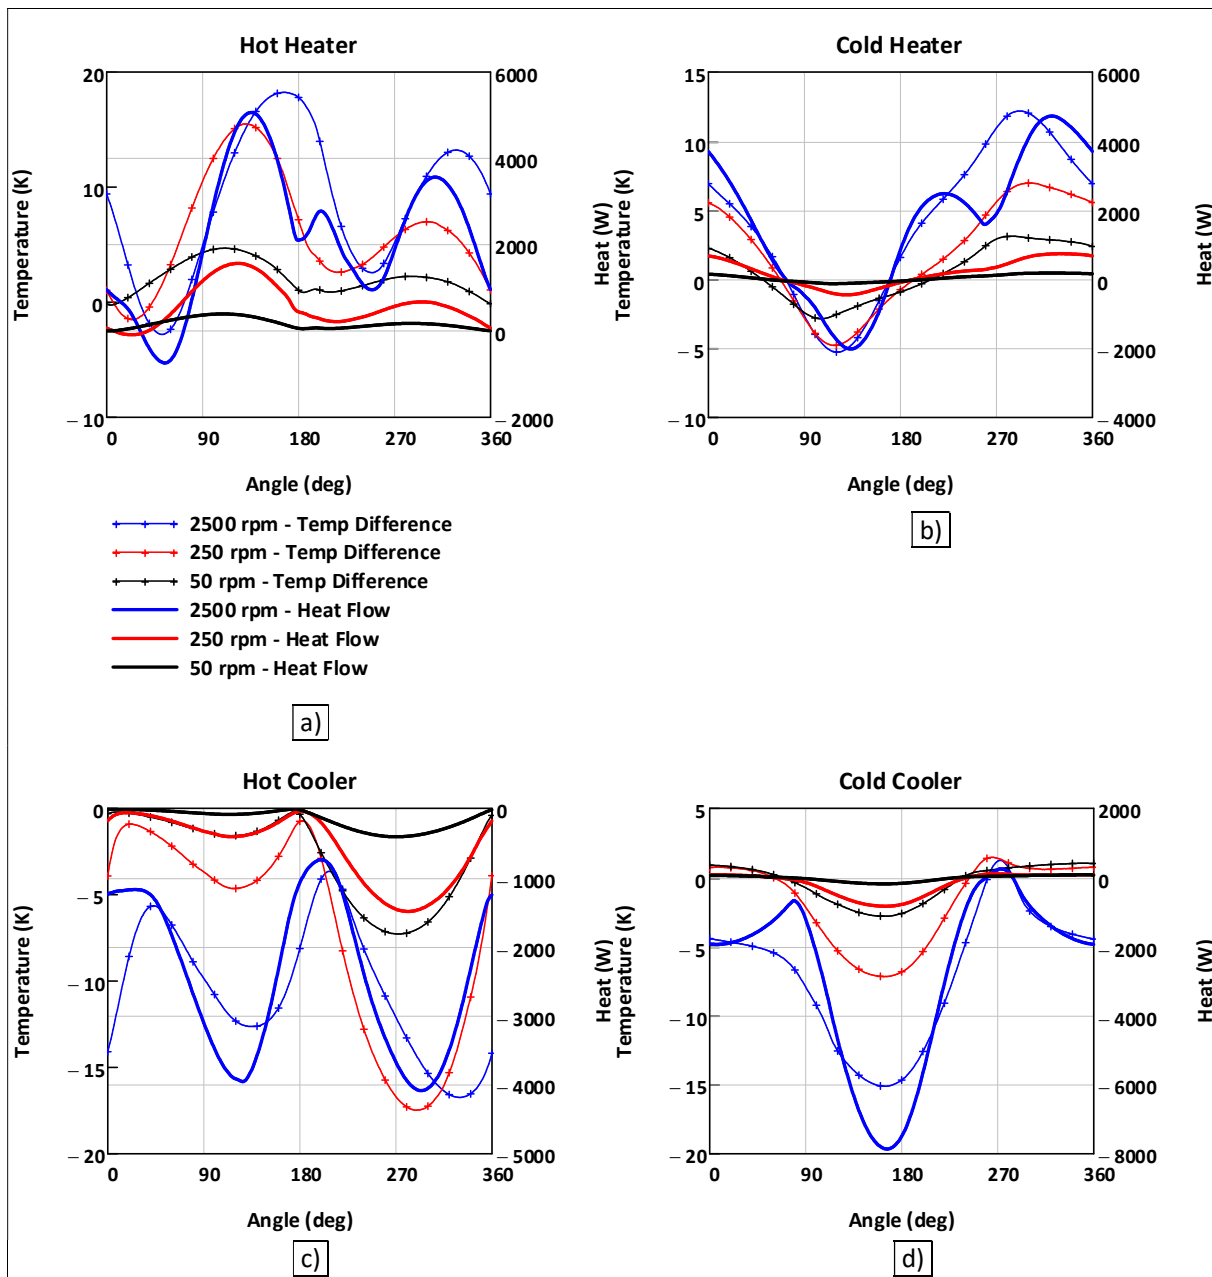 Hot Heater
20
10
0
−10
6000
4000
2000
0
−2000
Temperature (K)
Heat (W)
0 90 180 270 360
Angle (deg)
Cold Heater
15
10
5
0
−5
−10
6000
4000
2000
0
−2000
−4000
Temperature (K)
Heat (W)
0 90 180 270 360
Angle (deg)
2500 rpm - Temp Difference
250 rpm - Temp Difference
50 rpm - Temp Difference
2500 rpm - Heat Flow
250 rpm - Heat Flow
50 rpm - Heat Flow
a)
b)
Hot Cooler
0
−5
−10
−15
−20
0
−1000
−2000
−3000
−4000
−5000
Temperature (K)
Heat (W)
0 90 180 270 360
Angle (deg)
c)
Cold Cooler
5
0
−5
−10
−15
−20
2000
0
−2000
−4000
−6000
−8000
Temperature (K)
Heat (W)
0 90 180 270 360
Angle (deg)
d)